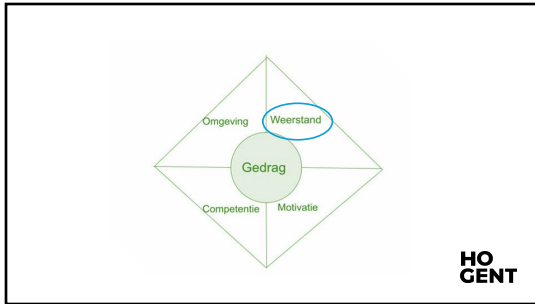 Omgeving
Weerstand
Gedrag
Competentie
Motivatie
HO
GENT